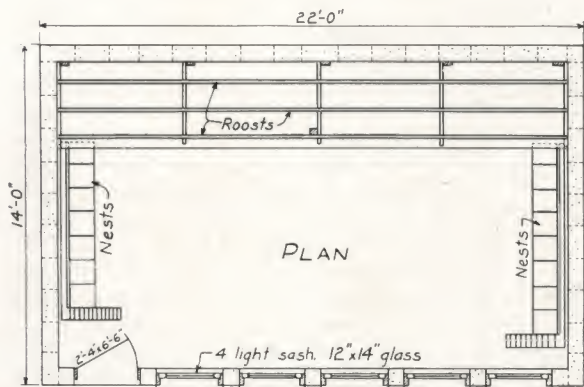 22'-0"
Roosts
14'-0"
Nests
PLAN
Nests
2'-4"x6'-6"
4 light sash. 12"x14" glass